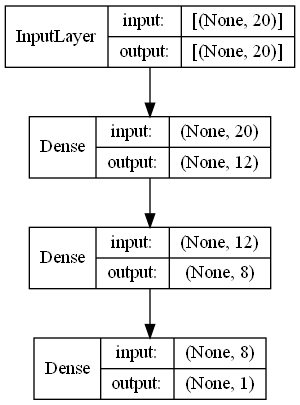 InputLayer
input: [(None, 20)]
output: [(None, 20)]
Dense
input: (None, 20)
output: (None, 12)
Dense
input: (None, 12)
output: (None, 8)
Dense
input: (None, 8)
output: (None, 1)